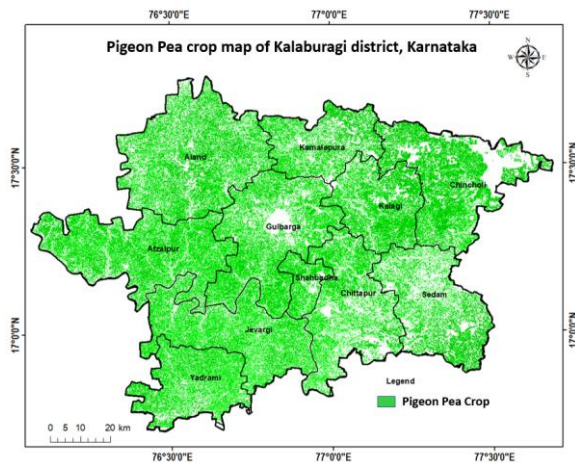 76°30'0"E 77°0'0"E 77°30'0"E
Pigeon Pea crop map of Kalaburagi district, Karnataka
N
W E
S
Aland
Kamalapura
Chincholi
17°30'0"N 17°30'0"N
Kalagi
Gulbarga
Afzalpur
Shahabdha
Chittapur
Sedam
17°0'0"N 17°0'0"N
Jevargi
Yadrami
Legend
Pigeon Pea Crop
0 5 10 20 km
76°30'0"E 77°0'0"E 77°30'0"E